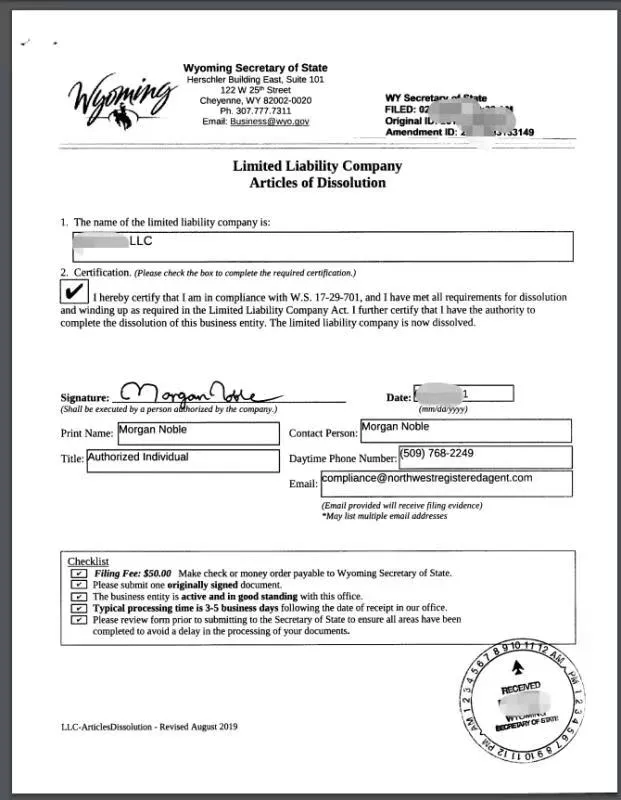 Wyoming
Wyoming Secretary of State
Herschler Building East, Suite 101
122 W 25th Street
Cheyenne, WY 82002-0020
Ph. 307.777.7311
Email: Business@wyo.gov
WY Secretary of State
FILED: 02
Original ID:
Amendment ID: 2 33149
Limited Liability Company
Articles of Dissolution
1. The name of the limited liability company is:
LLC
2. Certification. (Please check the box to complete the required certification.)
✔ I hereby certify that I am in compliance with W.S. 17-29-701, and I have met all requirements for dissolution
and winding up as required in the Limited Liability Company Act. I further certify that I have the authority to
complete the dissolution of this business entity. The limited liability company is now dissolved.
Signature: Morgan Noble Date: 1
(Shall be executed by a person authorized by the company.) (mm/dd/yyyy)
Print Name: Morgan Noble Contact Person: Morgan Noble
Title: Authorized Individual Daytime Phone Number: (509) 768-2249
Email: compliance@northwestregisteredagent.com
(Email provided will receive filing evidence)
*May list multiple email addresses
Checklist
✔ Filing Fee: $50.00 Make check or money order payable to Wyoming Secretary of State.
✔ Please submit one originally signed document.
✔ The business entity is active and in good standing with this office.
✔ Typical processing time is 3-5 business days following the date of receipt in our office.
✔ Please review form prior to submitting to the Secretary of State to ensure all areas have been
completed to avoid a delay in the processing of your documents.
AM 1 2 3 4 5 6 7 8 9 10 11 12 AM
PM 1 2 3 4 5 6 7 8 9 10 11 12 PM
RECEIVED
WYOMING
SECRETARY OF STATE
LLC-ArticlesDissolution - Revised August 2019